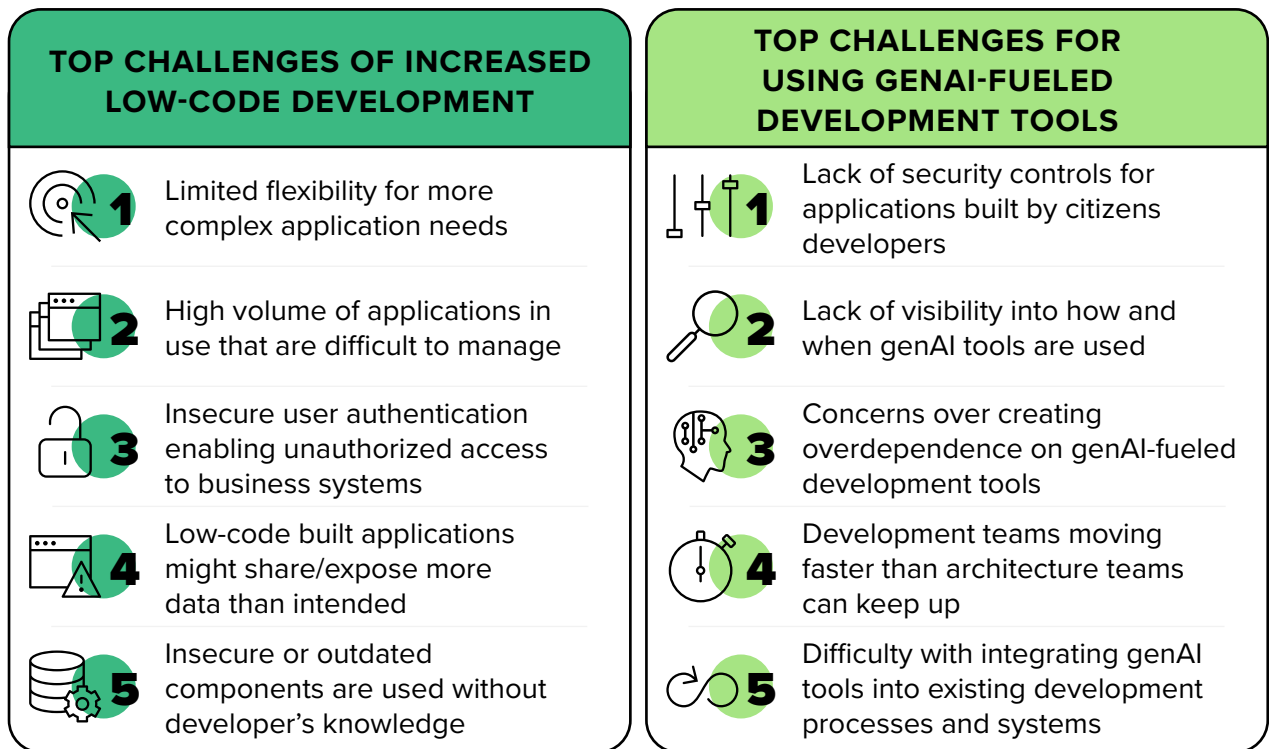 TOP CHALLENGES OF INCREASED
LOW-CODE DEVELOPMENT
1
Limited flexibility for more
complex application needs
2
High volume of applications in
use that are difficult to manage
3
Insecure user authentication
enabling unauthorized access
to business systems
4
Low-code built applications
might share/expose more
data than intended
5
Insecure or outdated
components are used without
developer’s knowledge
TOP CHALLENGES FOR
USING GENAI-FUELED
DEVELOPMENT TOOLS
1
Lack of security controls for
applications built by citizens
developers
2
Lack of visibility into how and
when genAI tools are used
3
Concerns over creating
overdependence on genAI-fueled
development tools
4
Development teams moving
faster than architecture teams
can keep up
5
Difficulty with integrating genAI
tools into existing development
processes and systems